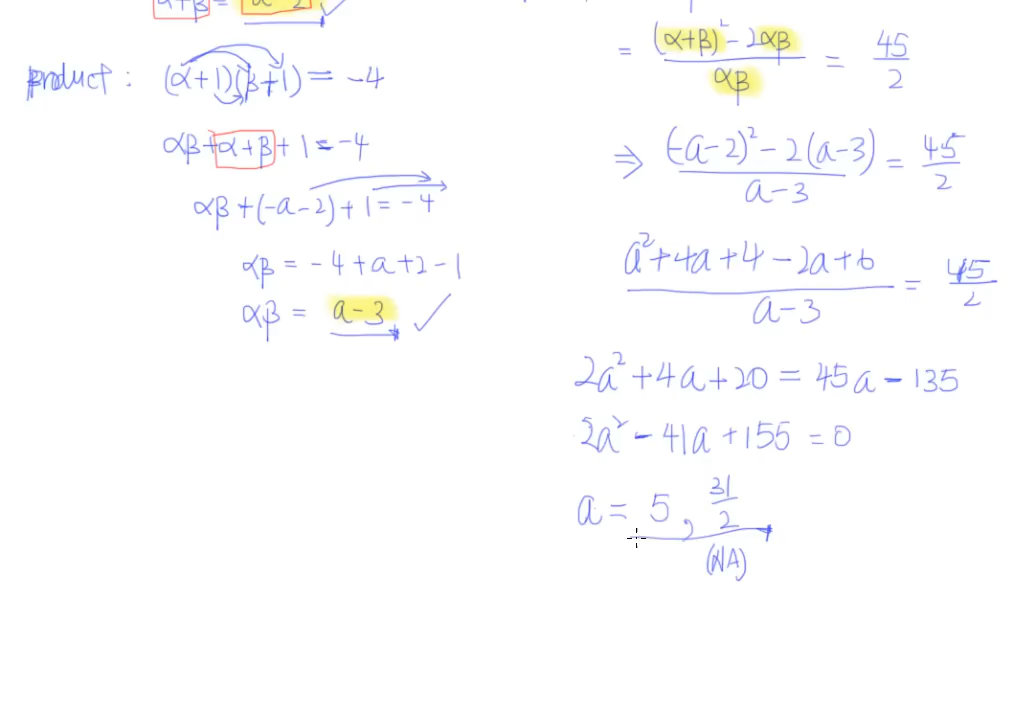 α+β = -a-2 ✓
product : (α+1)(β+1) = -4
αβ+α+β+1 = -4
αβ+(-a-2)+1 = -4
αβ = -4+a+2-1
αβ = a-3 ✓
= ((α+β)² - 2αβ)/(αβ) = 45/2
⇒ ((-a-2)² - 2(a-3))/(a-3) = 45/2
(a²+4a+4-2a+6)/(a-3) = 45/2
2a²+4a+20 = 45a-135
2a²-41a+155 = 0
a = 5, 31/2
(NA)